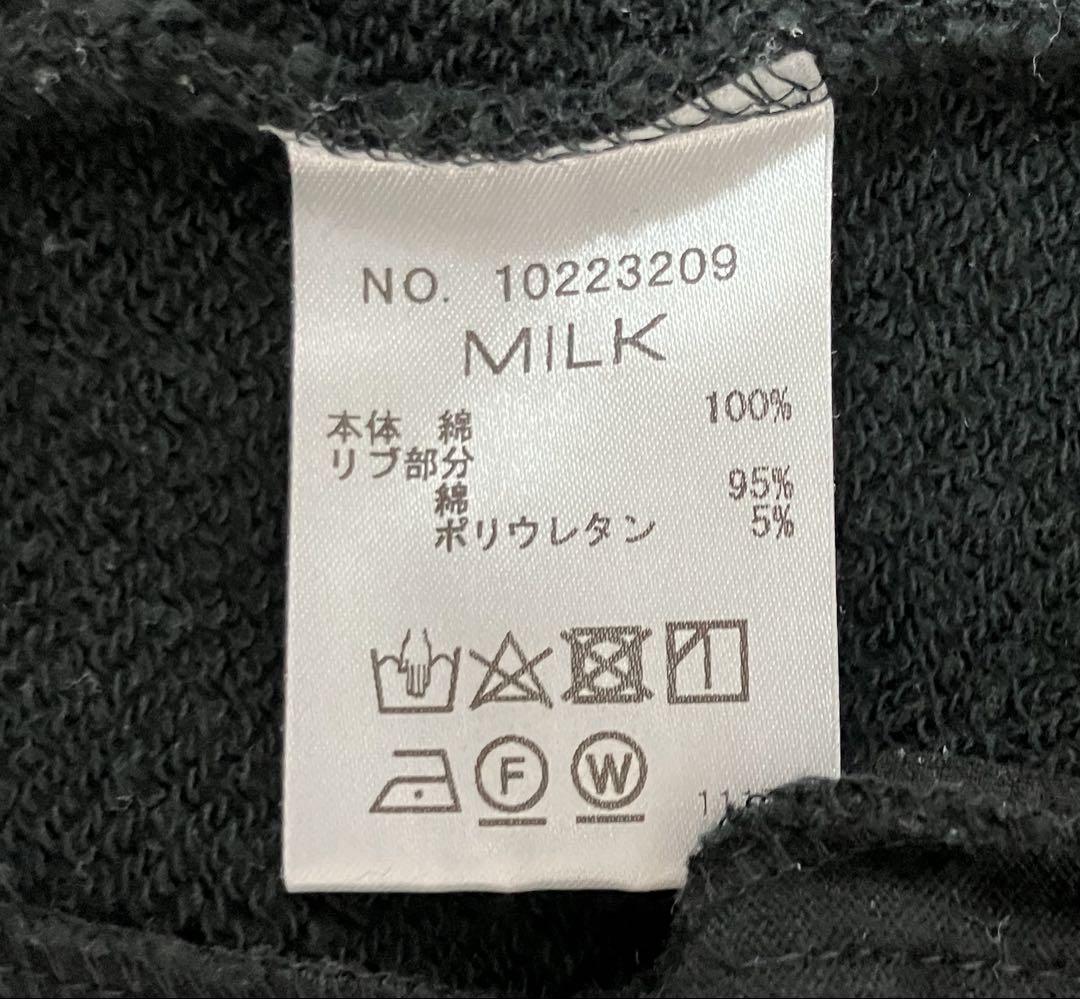 NO. 10223209
MILK
本体 綿 100%
リブ部分
綿 95%
ポリウレタン 5%
F W